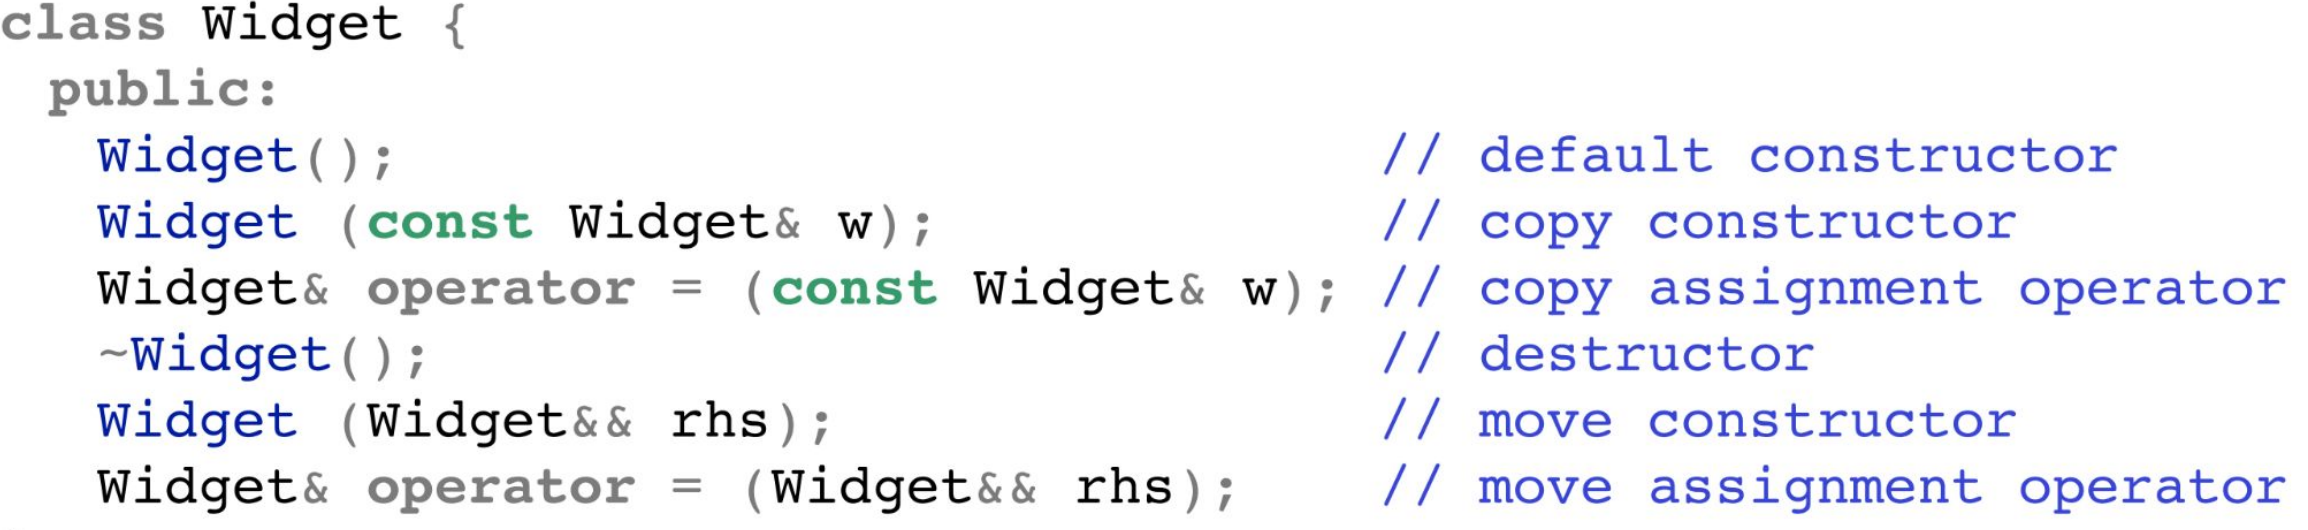 class Widget {
 public:
  Widget();                              // default constructor
  Widget (const Widget& w);              // copy constructor
  Widget& operator = (const Widget& w);  // copy assignment operator
  ~Widget();                             // destructor
  Widget (Widget&& rhs);                 // move constructor
  Widget& operator = (Widget&& rhs);     // move assignment operator